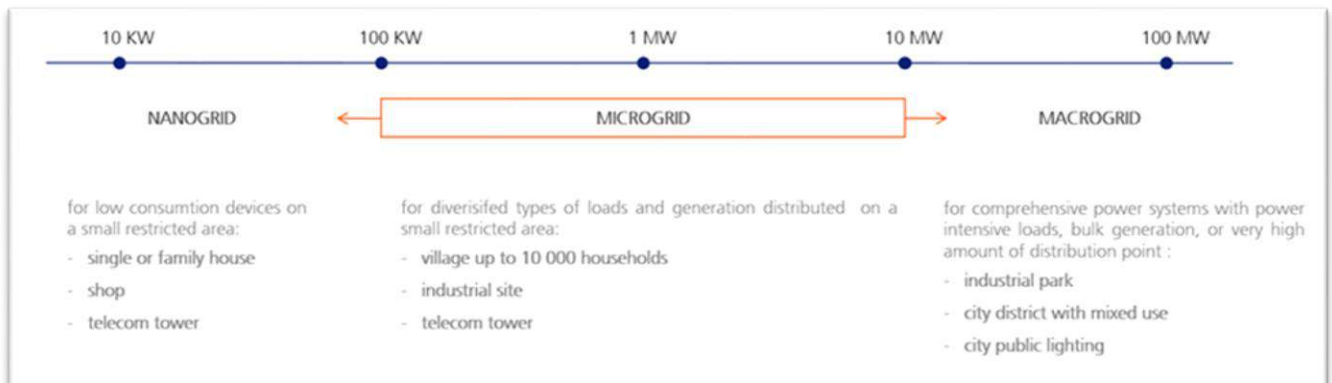 10 KW 100 KW 1 MW 10 MW 100 MW
NANOGRID MICROGRID MACROGRID
for low consumtion devices on
a small restricted area:
- single or family house
- shop
- telecom tower
for diverisifed types of loads and generation distributed on a
small restricted area:
- village up to 10 000 households
- industrial site
- telecom tower
for comprehensive power systems with power
intensive loads, bulk generation, or very high
amount of distribution point :
- industrial park
- city district with mixed use
- city public lighting